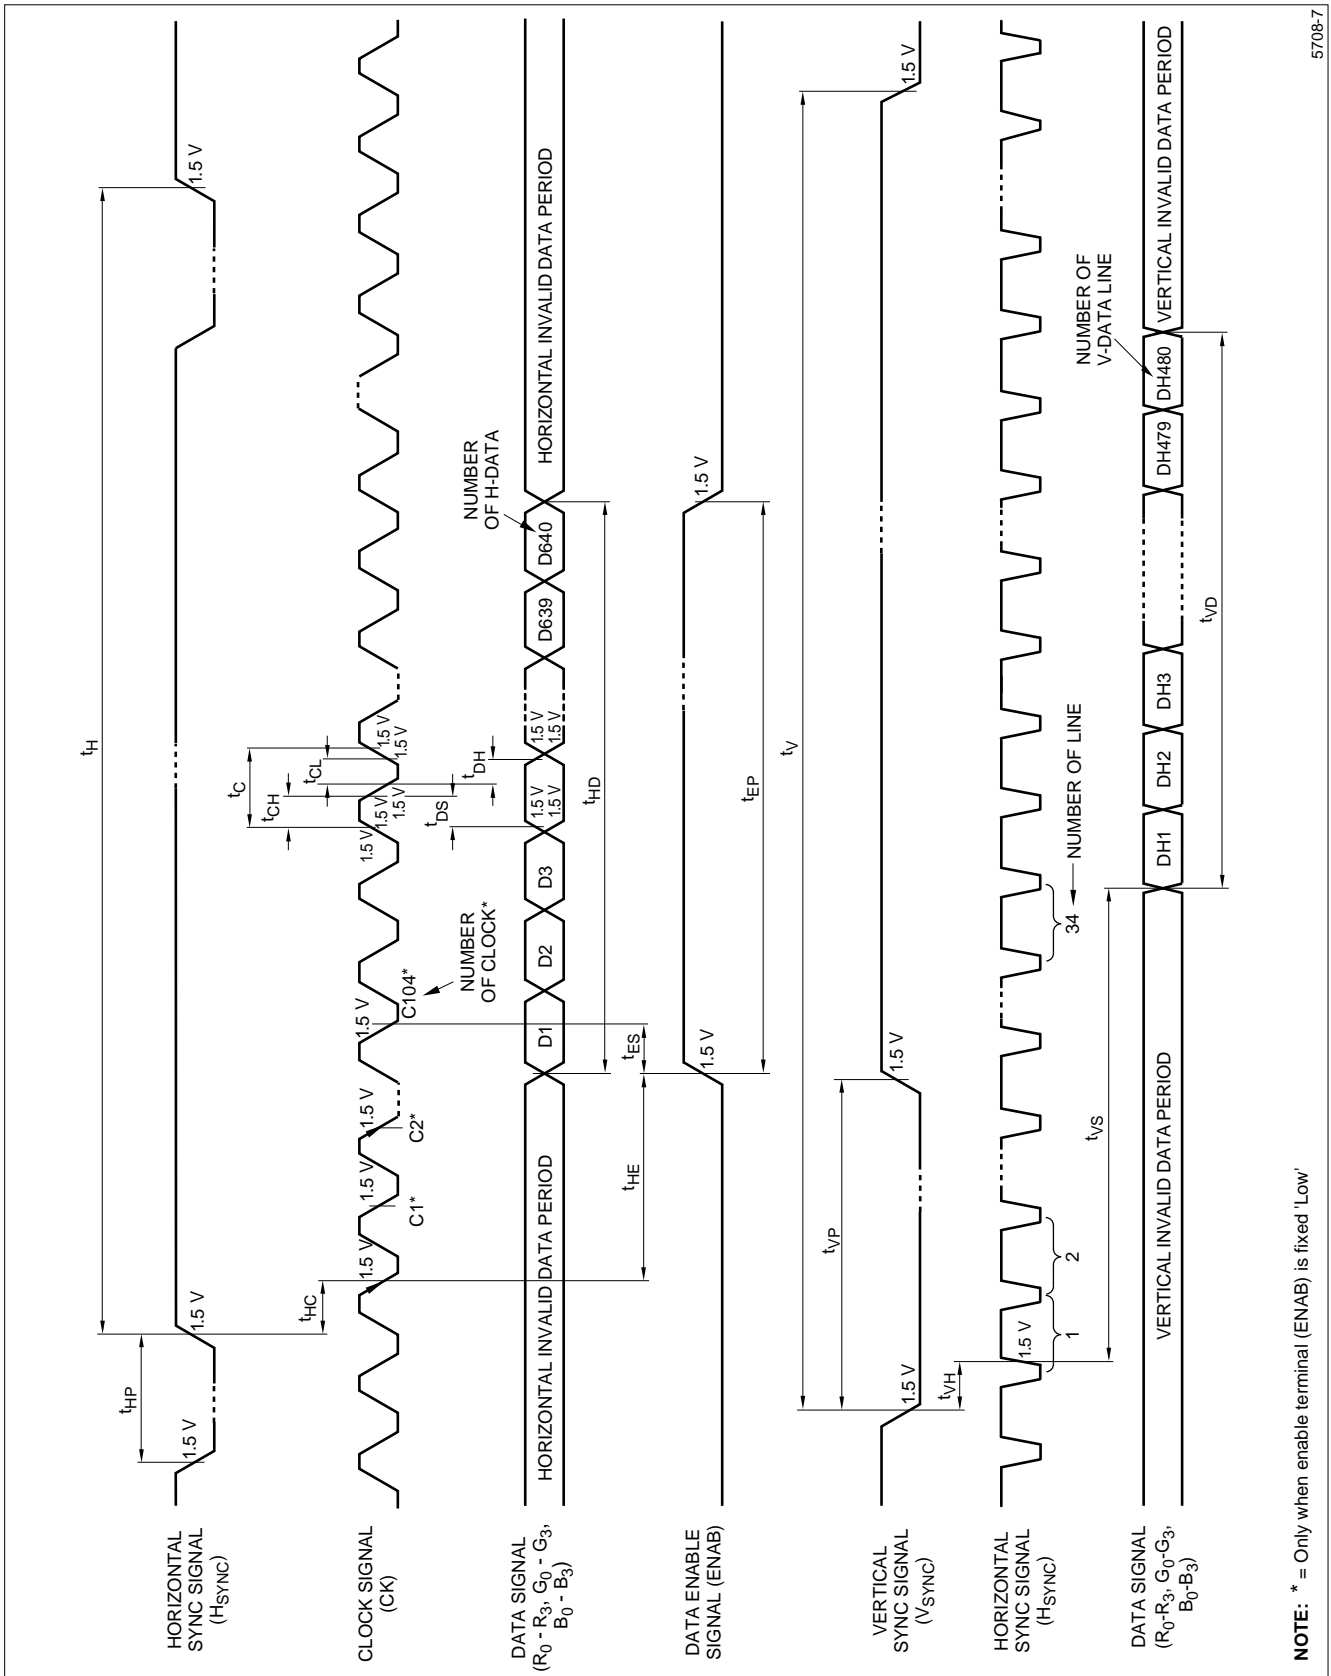 HORIZONTAL
SYNC SIGNAL
(HSYNC)
1.5 V
tHP
1.5 V
tH
1.5 V
CLOCK SIGNAL
(CK)
tHC
1.5 V
C1*
1.5 V
C2*
1.5 V
1.5 V
C104*
NUMBER
OF CLOCK*
1.5 V
1.5 V
1.5 V
1.5 V
1.5 V
tC
tCH
tCL
tDS
tDH
DATA SIGNAL
(R0 - R3, G0 - G3,
B0 - B3)
HORIZONTAL INVALID DATA PERIOD
D1
D2
D3
1.5 V
1.5 V
1.5 V
1.5 V
D639
D640
NUMBER
OF H-DATA
HORIZONTAL INVALID DATA PERIOD
tHE
tES
tHD
DATA ENABLE
SIGNAL (ENAB)
1.5 V
tEP
1.5 V
VERTICAL
SYNC SIGNAL
(VSYNC)
1.5 V
tVP
1.5 V
tV
1.5 V
HORIZONTAL
SYNC SIGNAL
(HSYNC)
tVH
1.5 V
1
2
34
NUMBER OF LINE
tVS
tVD
DATA SIGNAL
(R0-R3, G0-G3,
B0-B3)
VERTICAL INVALID DATA PERIOD
DH1
DH2
DH3
DH479
DH480
NUMBER OF
V-DATA LINE
VERTICAL INVALID DATA PERIOD
NOTE: * = Only when enable terminal (ENAB) is fixed 'Low'
5708-7